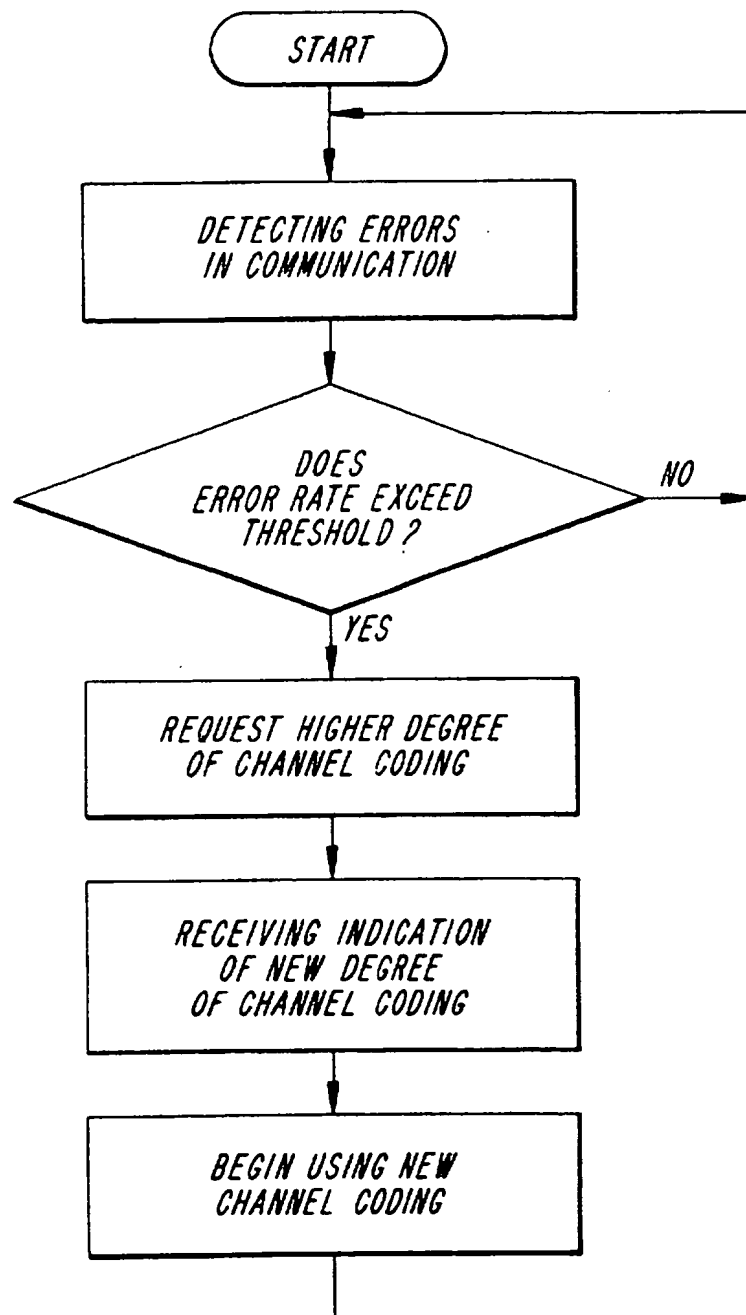 START
DETECTING ERRORS
IN COMMUNICATION
DOES
ERROR RATE EXCEED
THRESHOLD?
NO
YES
REQUEST HIGHER DEGREE
OF CHANNEL CODING
RECEIVING INDICATION
OF NEW DEGREE
OF CHANNEL CODING
BEGIN USING NEW
CHANNEL CODING